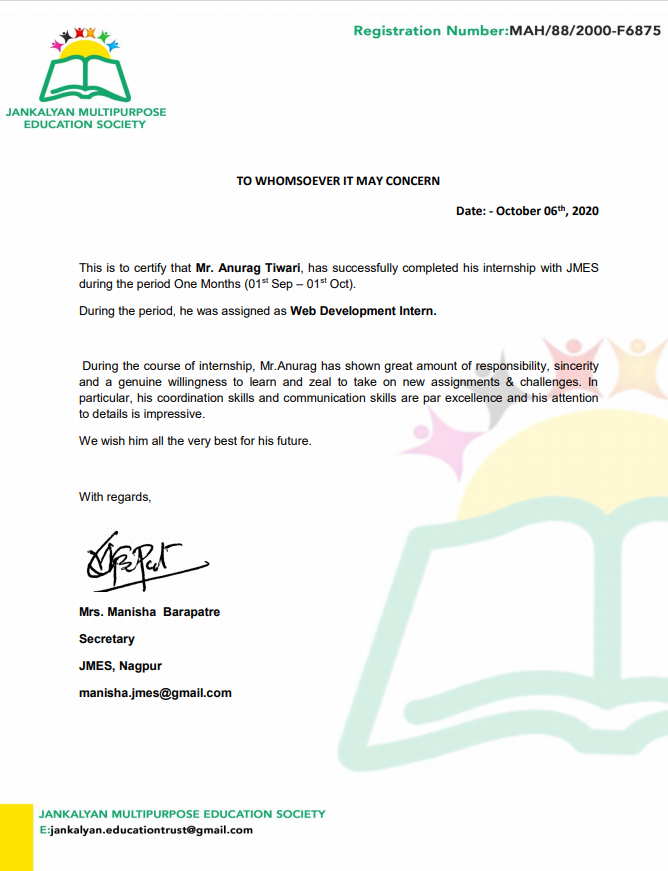 Registration Number:MAH/88/2000-F6875
JANKALYAN MULTIPURPOSE
EDUCATION SOCIETY
TO WHOMSOEVER IT MAY CONCERN
Date: - October 06th, 2020
This is to certify that Mr. Anurag Tiwari, has successfully completed his internship with JMES
during the period One Months (01st Sep – 01st Oct).
During the period, he was assigned as Web Development Intern.
During the course of internship, Mr.Anurag has shown great amount of responsibility, sincerity
and a genuine willingness to learn and zeal to take on new assignments & challenges. In
particular, his coordination skills and communication skills are par excellence and his attention
to details is impressive.
We wish him all the very best for his future.
With regards,
Mrs. Manisha Barapatre
Secretary
JMES, Nagpur
manisha.jmes@gmail.com
JANKALYAN MULTIPURPOSE EDUCATION SOCIETY
E:jankalyan.educationtrust@gmail.com